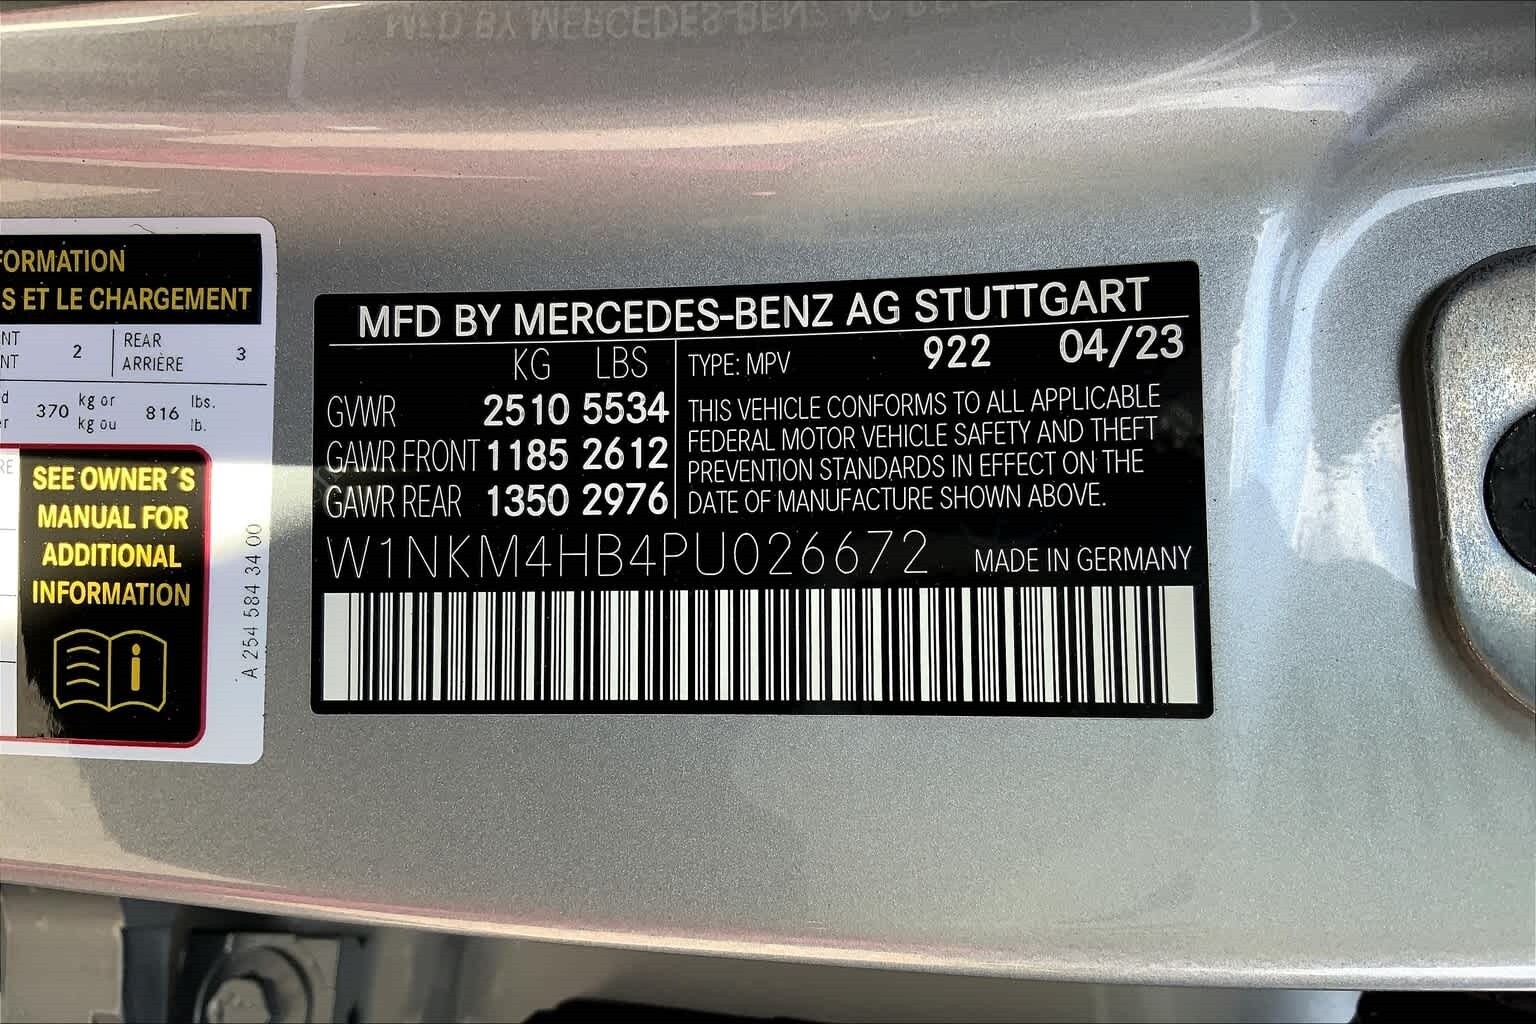 FORMATION
S ET LE CHARGEMENT
NT 2 REAR 3
NT ARRIÈRE
d 370 kg or 816 lbs.
er kg ou lb.
RE
SEE OWNER´S
MANUAL FOR
ADDITIONAL
INFORMATION
A 254 584 34 00
MFD BY MERCEDES-BENZ AG STUTTGART
KG LBS
GVWR 2510 5534
GAWR FRONT 1185 2612
GAWR REAR 1350 2976
TYPE: MPV 922 04/23
THIS VEHICLE CONFORMS TO ALL APPLICABLE
FEDERAL MOTOR VEHICLE SAFETY AND THEFT
PREVENTION STANDARDS IN EFFECT ON THE
DATE OF MANUFACTURE SHOWN ABOVE.
W1NKM4HB4PU026672 MADE IN GERMANY